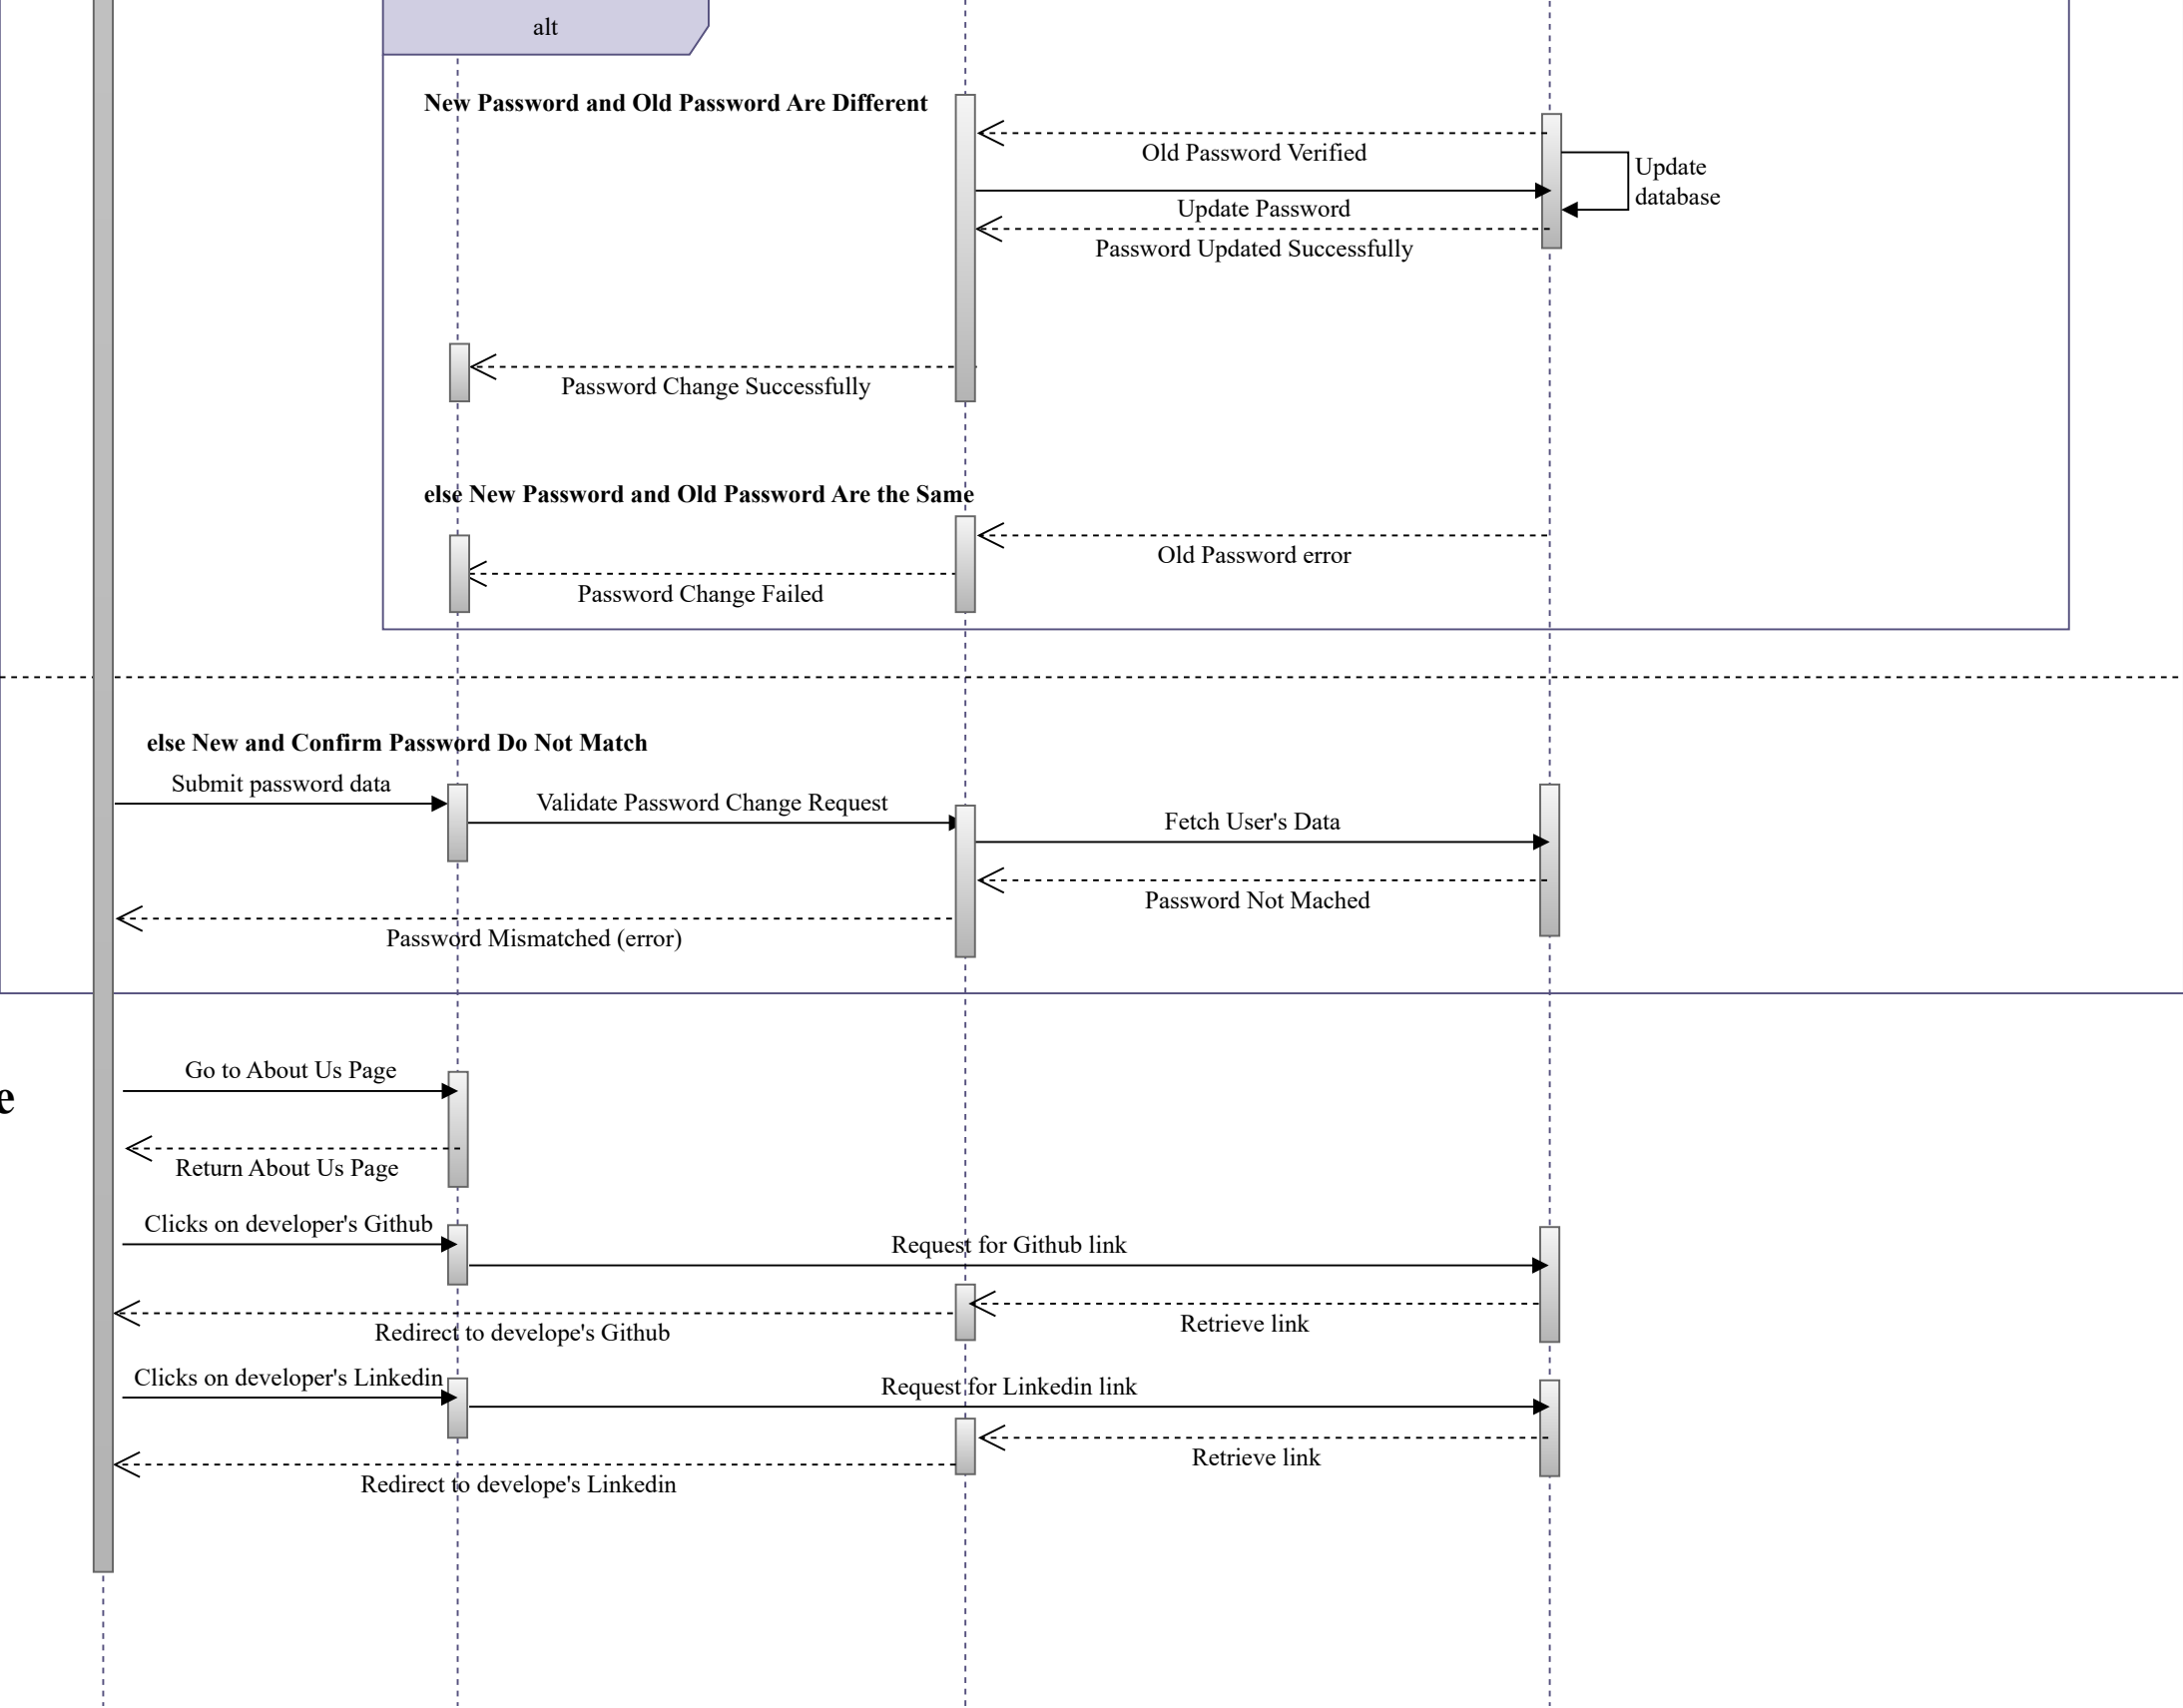 alt
New Password and Old Password Are Different
Old Password Verified
Update
database
Update Password
Password Updated Successfully
Password Change Successfully
else New Password and Old Password Are the Same
Old Password error
Password Change Failed
else New and Confirm Password Do Not Match
Submit password data
Validate Password Change Request
Fetch User's Data
Password Not Mached
Password Mismatched (error)
Go to About Us Page
e
Return About Us Page
Clicks on developer's Github
Request for Github link
Retrieve link
Redirect to develope's Github
Clicks on developer's Linkedin
Request for Linkedin link
Retrieve link
Redirect to develope's Linkedin